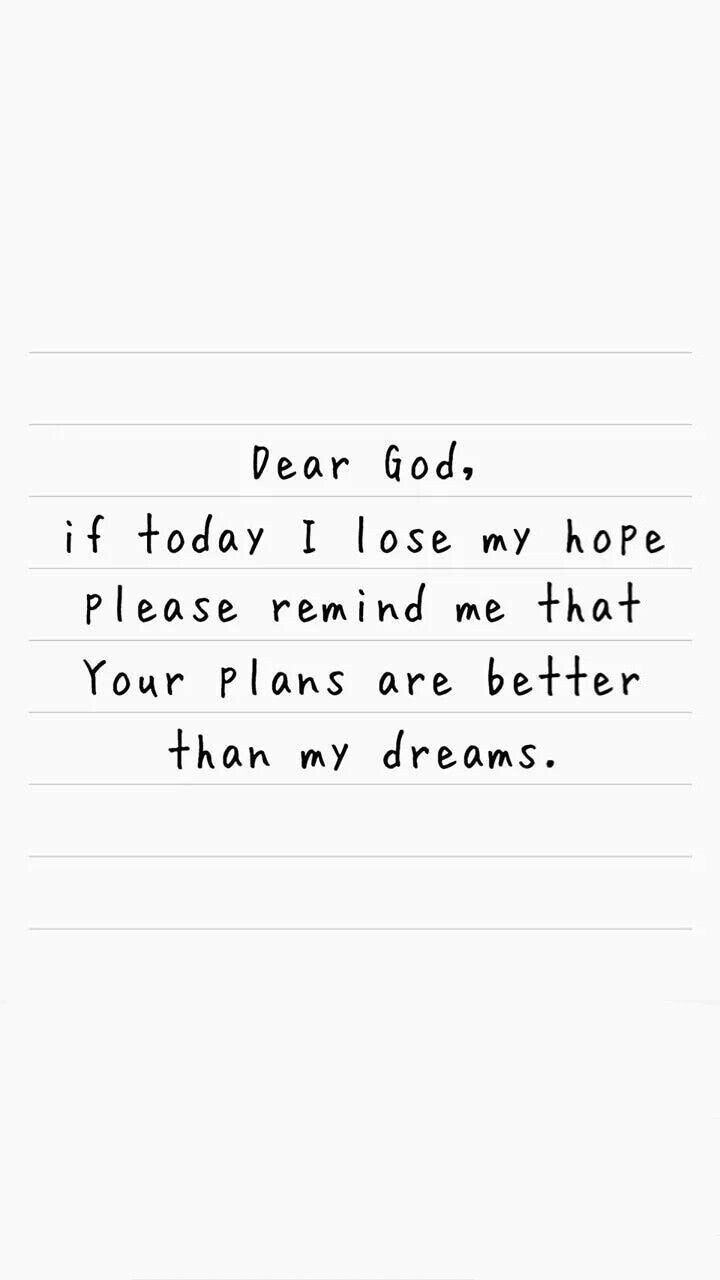 Dear God,
if today I lose my hope
please remind me that
Your plans are better
than my dreams.